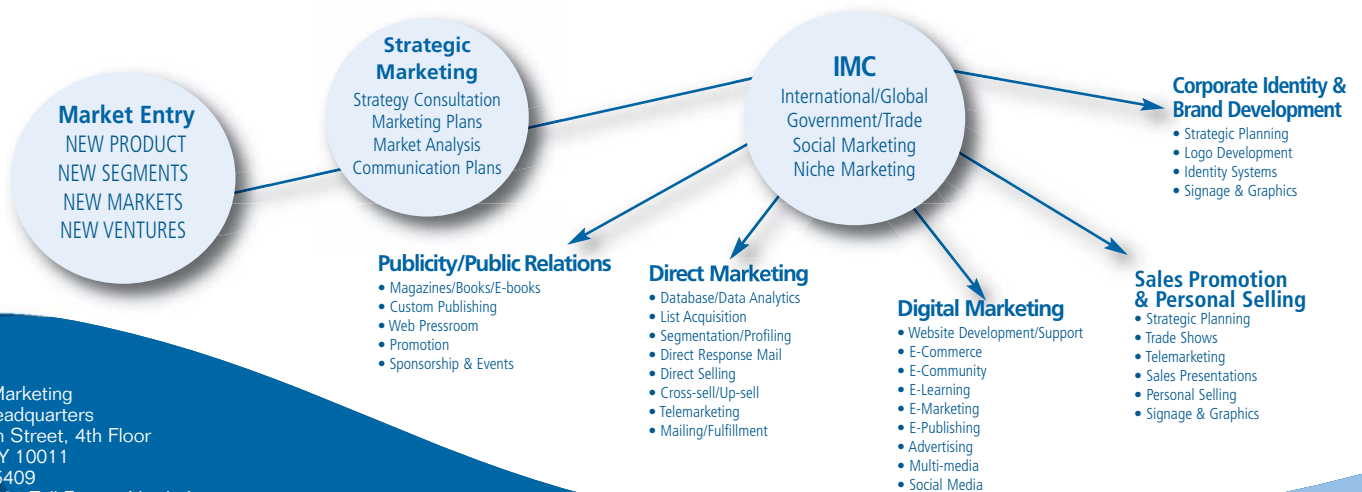 Market Entry
NEW PRODUCT
NEW SEGMENTS
NEW MARKETS
NEW VENTURES
Strategic
Marketing
Strategy Consultation
Marketing Plans
Market Analysis
Communication Plans
IMC
International/Global
Government/Trade
Social Marketing
Niche Marketing
Corporate Identity &
Brand Development
• Strategic Planning
• Logo Development
• Identity Systems
• Signage & Graphics
Publicity/Public Relations
• Magazines/Books/E-books
• Custom Publishing
• Web Pressroom
• Promotion
• Sponsorship & Events
Direct Marketing
• Database/Data Analytics
• List Acquisition
• Segmentation/Profiling
• Direct Response Mail
• Direct Selling
• Cross-sell/Up-sell
• Telemarketing
• Mailing/Fulfillment
Digital Marketing
• Website Development/Support
• E-Commerce
• E-Community
• E-Learning
• E-Marketing
• E-Publishing
• Advertising
• Multi-media
• Social Media
Sales Promotion
& Personal Selling
• Strategic Planning
• Trade Shows
• Telemarketing
• Sales Presentations
• Personal Selling
• Signage & Graphics
Marketing
eadquarters
Street, 4th Floor
Y 10011
5409